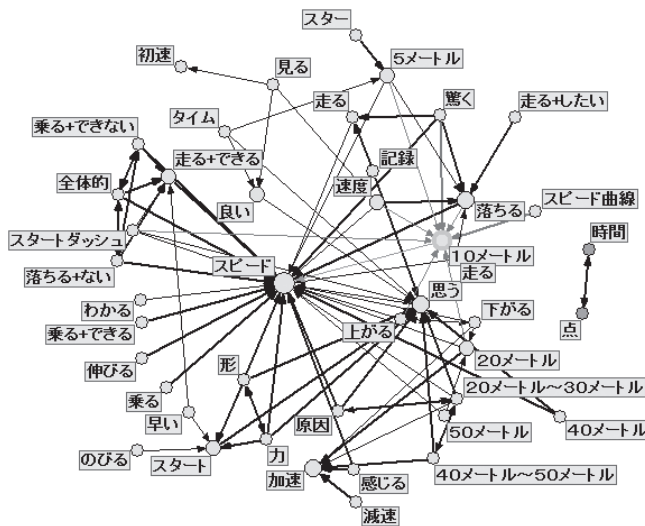 スター
初速
見る
5メートル
走る
驚く
走る+したい
乗る+できない
タイム
走る+できる
記録
全体的
速度
良い
落ちる
スピード曲線
スタートダッシュ
10メートル
時間
落ちる+ない
スピード
走る
思う
わかる
下がる
点
乗る+できる
上がる
伸びる
形
20メートル
乗る
20メートル～30メートル
早い
原因
50メートル
40メートル
のびる
スタート
力
加速
感じる
40メートル～50メートル
減速